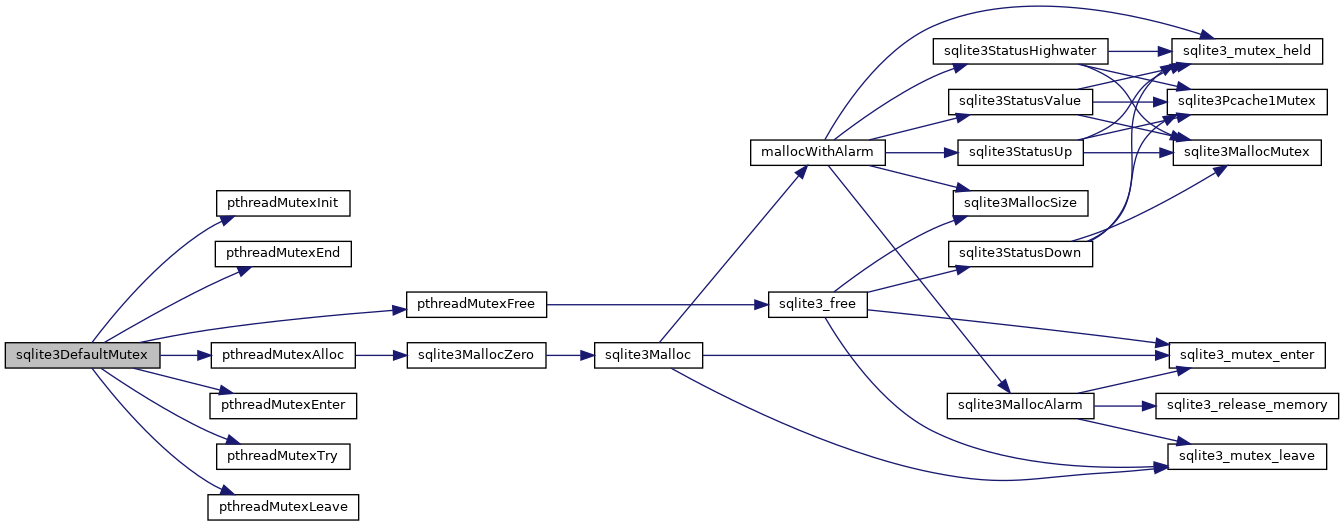 sqlite3DefaultMutex
pthreadMutexInit
pthreadMutexEnd
pthreadMutexFree
pthreadMutexAlloc
pthreadMutexEnter
pthreadMutexTry
pthreadMutexLeave
sqlite3MallocZero
sqlite3Malloc
sqlite3_free
mallocWithAlarm
sqlite3StatusHighwater
sqlite3StatusValue
sqlite3StatusUp
sqlite3MallocSize
sqlite3StatusDown
sqlite3MallocAlarm
sqlite3_mutex_held
sqlite3Pcache1Mutex
sqlite3MallocMutex
sqlite3_mutex_enter
sqlite3_release_memory
sqlite3_mutex_leave